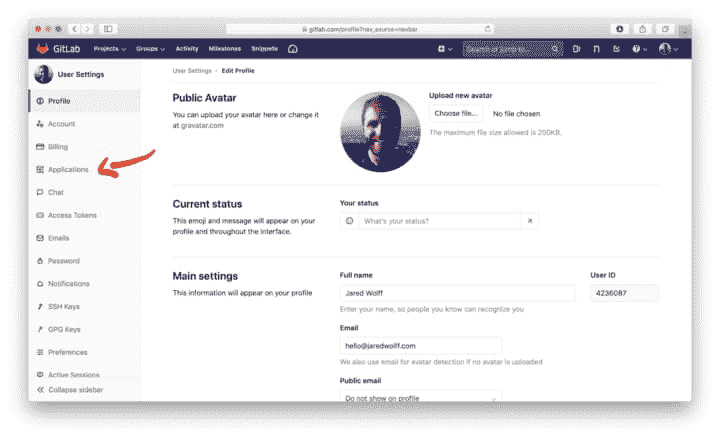 gitlab.com/profile?nav_source=navbar
GitLab Projects Groups Activity Milestones Snippets
Search or jump to...
User Settings
User Settings › Edit Profile
Profile
Account
Billing
Applications
Chat
Access Tokens
Emails
Password
Notifications
SSH Keys
GPG Keys
Preferences
Active Sessions
Collapse sidebar
Public Avatar
You can upload your avatar here or change it
at gravatar.com
Upload new avatar
Choose file... No file chosen
The maximum file size allowed is 200KB.
Current status
This emoji and message will appear on your
profile and throughout the interface.
Your status
What's your status?
Main settings
This information will appear on your profile
Full name
Jared Wolff
Enter your name, so people you know can recognize you
User ID
4236087
Email
hello@jaredwolff.com
We also use email for avatar detection if no avatar is uploaded
Public email
Do not show on profile